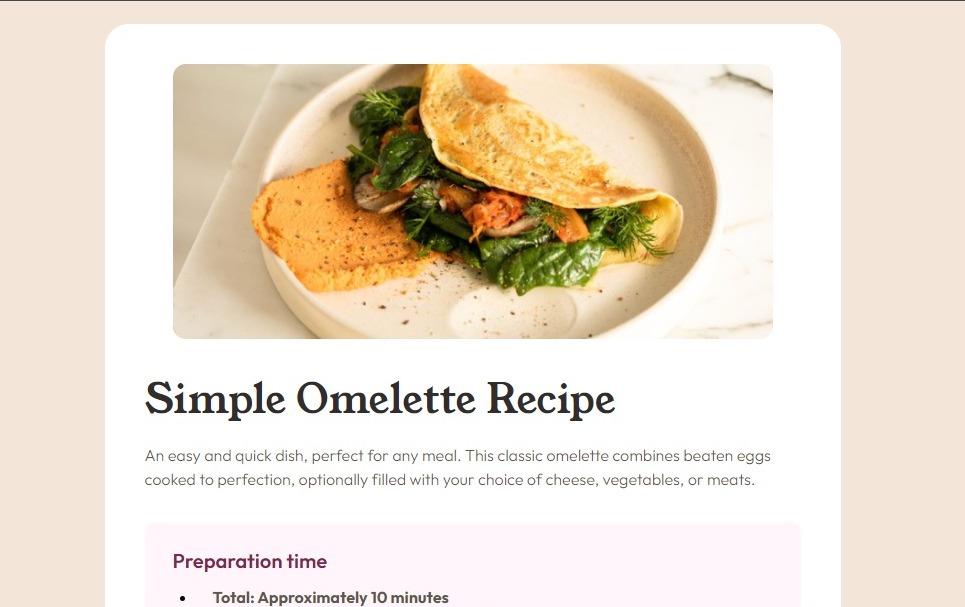 Simple Omelette Recipe
An easy and quick dish, perfect for any meal. This classic omelette combines beaten eggs
cooked to perfection, optionally filled with your choice of cheese, vegetables, or meats.
Preparation time
• Total: Approximately 10 minutes